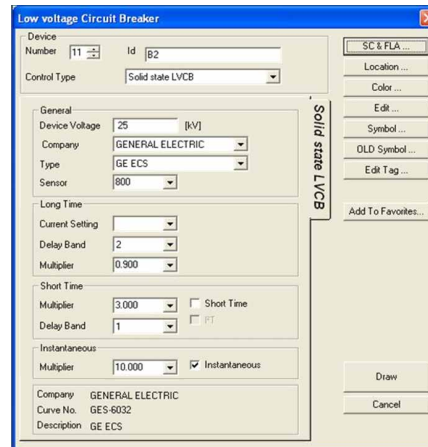 Low voltage Circuit Breaker
Device
Number 11 Id B2
Control Type Solid state LVCB
General
Device Voltage 25 [kV]
Company GENERAL ELECTRIC
Type GE ECS
Sensor 800
Long Time
Current Setting
Delay Band 2
Multiplier 0.900
Short Time
Multiplier 3.000 Short Time
Delay Band 1 I²T
Instantaneous
Multiplier 10.000 Instantaneous
Company GENERAL ELECTRIC
Curve No. GES-6032
Description GE ECS
Solid state LVCB
SC & FLA ...
Location ...
Color ...
Edit ...
Symbol ...
OLD Symbol ...
Edit Tag ...
Add To Favorites...
Draw
Cancel